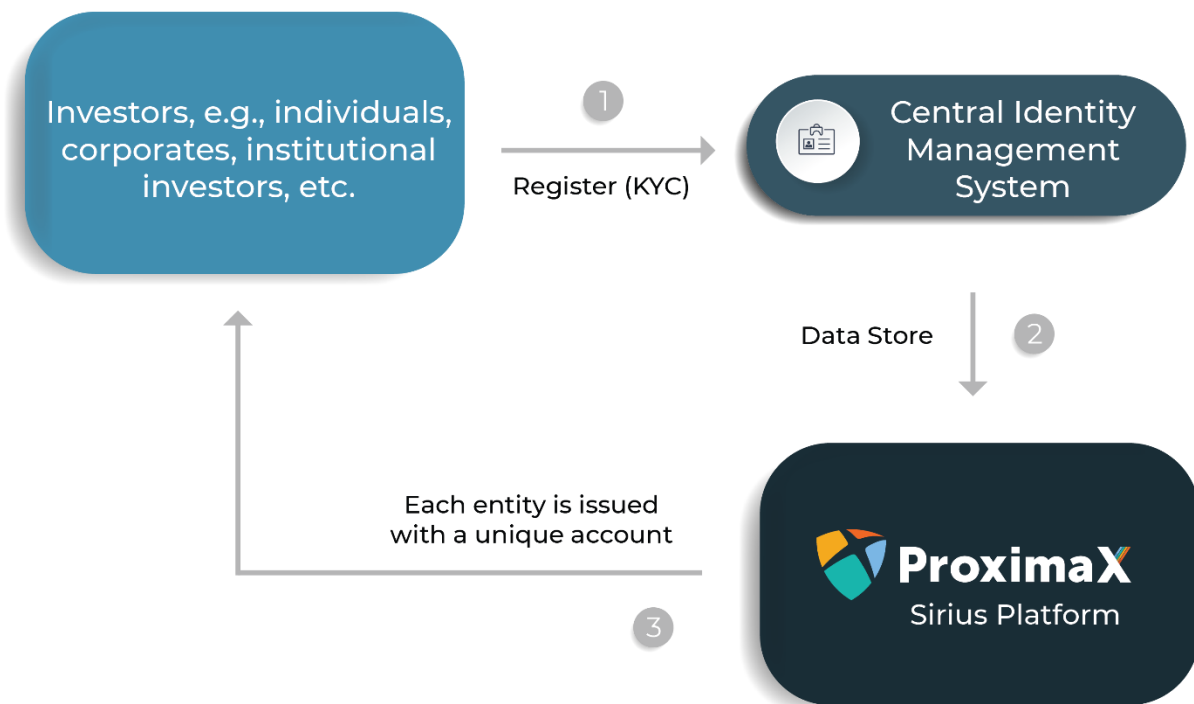 Investors, e.g., individuals,
corporates, institutional
investors, etc.
1
Register (KYC)
Central Identity
Management
System
Data Store
2
Each entity is issued
with a unique account
3
ProximaX
Sirius Platform